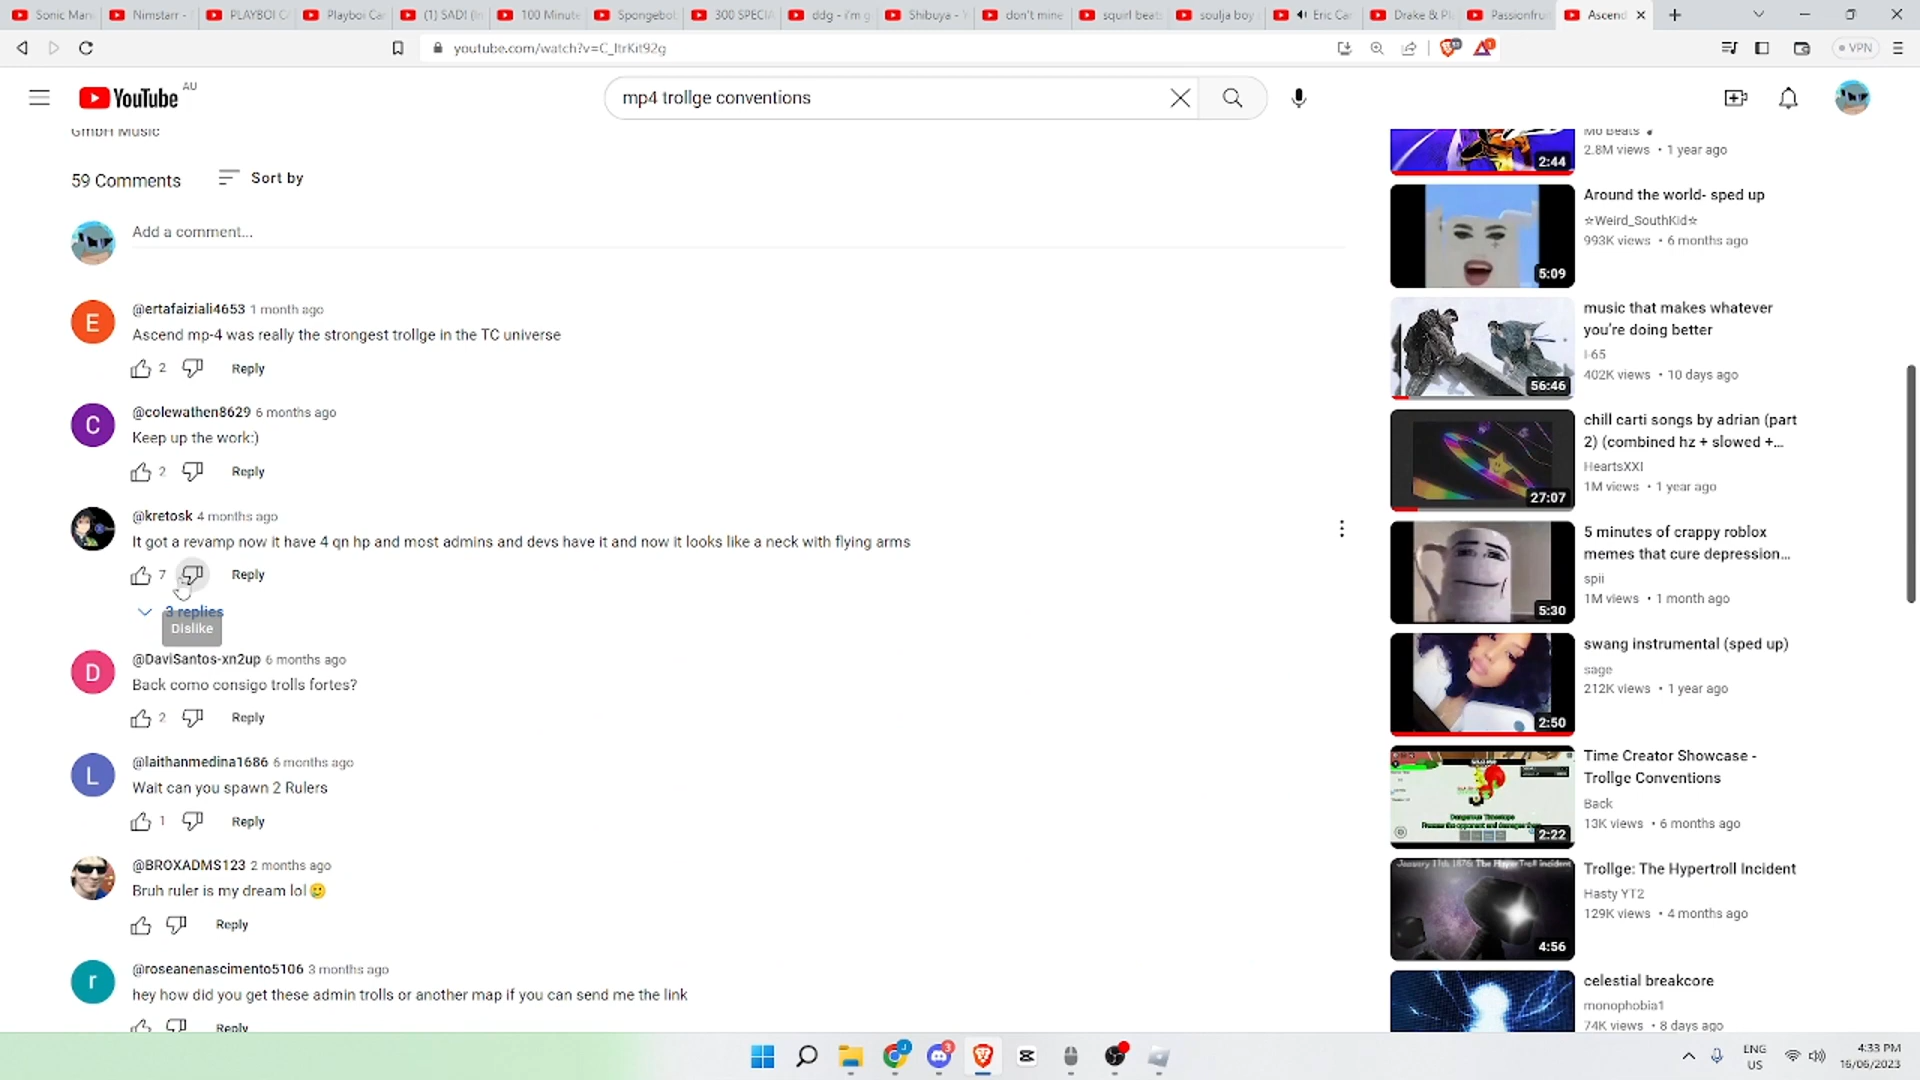 Sonic Mani
Nimstarr -
PLAYBOI CA
Playboi Car
(1) SADI (In
100 Minute
Spongebob
300 SPECIA
ddg - i'm g
Shibuya - 
don't mine
squirl beats
soulja boy
Eric Car
Drake & Pl
Passionfrui
Ascend
youtube.com/watch?v=C_ItrKit92g
VPN
YouTube AU
mp4 trollge conventions
GmbH Music
59 Comments
Sort by
Add a comment...
E
@ertafaiziali4653 1 month ago
Ascend mp-4 was really the strongest trollge in the TC universe
2 Reply
C
@colewathen8629 6 months ago
Keep up the work:)
2 Reply
@kretosk 4 months ago
It got a revamp now it have 4 qn hp and most admins and devs have it and now it looks like a neck with flying arms
7 Reply
3 replies
Dislike
D
@DaviSantos-xn2up 6 months ago
Back como consigo trolls fortes?
2 Reply
L
@laithanmedina1686 6 months ago
Wait can you spawn 2 Rulers
1 Reply
@BROXADMS123 2 months ago
Bruh ruler is my dream lol🥲
Reply
r
@roseanenascimento5106 3 months ago
hey how did you get these admin trolls or another map if you can send me the link
Reply
2:44
Mo Beats
2.8M views • 1 year ago
5:09
Around the world- sped up
☆Weird_SouthKid☆
993K views • 6 months ago
56:46
music that makes whatever
you're doing better
I-65
402K views • 10 days ago
27:07
chill carti songs by adrian (part
2) (combined hz + slowed +...
HeartsXXI
1M views • 1 year ago
5:30
5 minutes of crappy roblox
memes that cure depression...
spii
1M views • 1 month ago
2:50
swang instrumental (sped up)
sage
212K views • 1 year ago
2:22
Time Creator Showcase -
Trollge Conventions
Back
13K views • 6 months ago
January 11th 1876: The HyperTroll incident
4:56
Trollge: The Hypertroll Incident
Hasty YT2
129K views • 4 months ago
celestial breakcore
monophobia1
74K views • 8 days ago
ENG
US
4:33 PM
16/06/2023